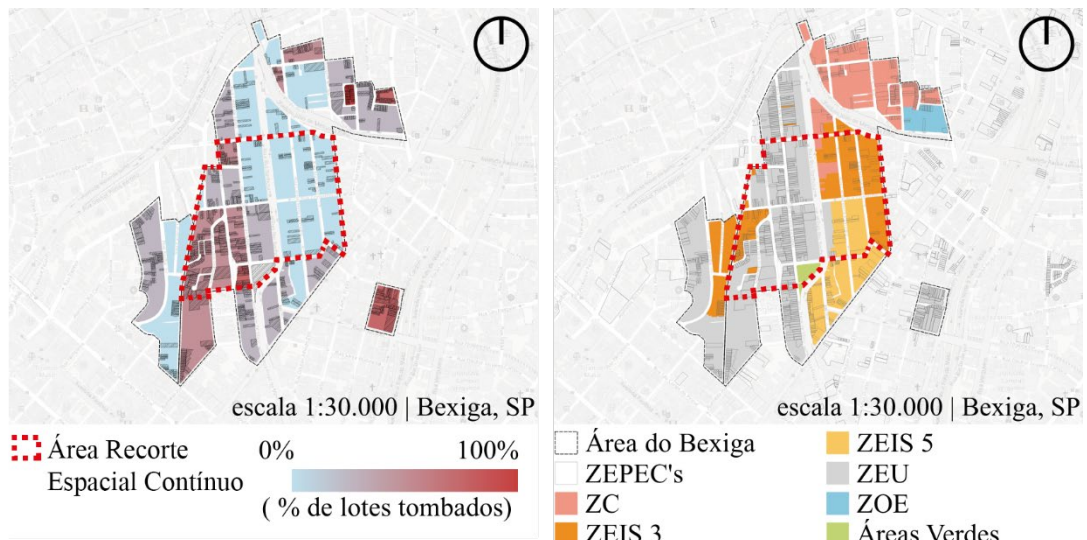 escala 1:30.000 | Bexiga, SP
Área Recorte
Espacial Contínuo
0%
100%
( % de lotes tombados)
escala 1:30.000 | Bexiga, SP
Área do Bexiga
ZEPEC's
ZC
ZEIS 3
ZEIS 5
ZEU
ZOE
Áreas Verdes